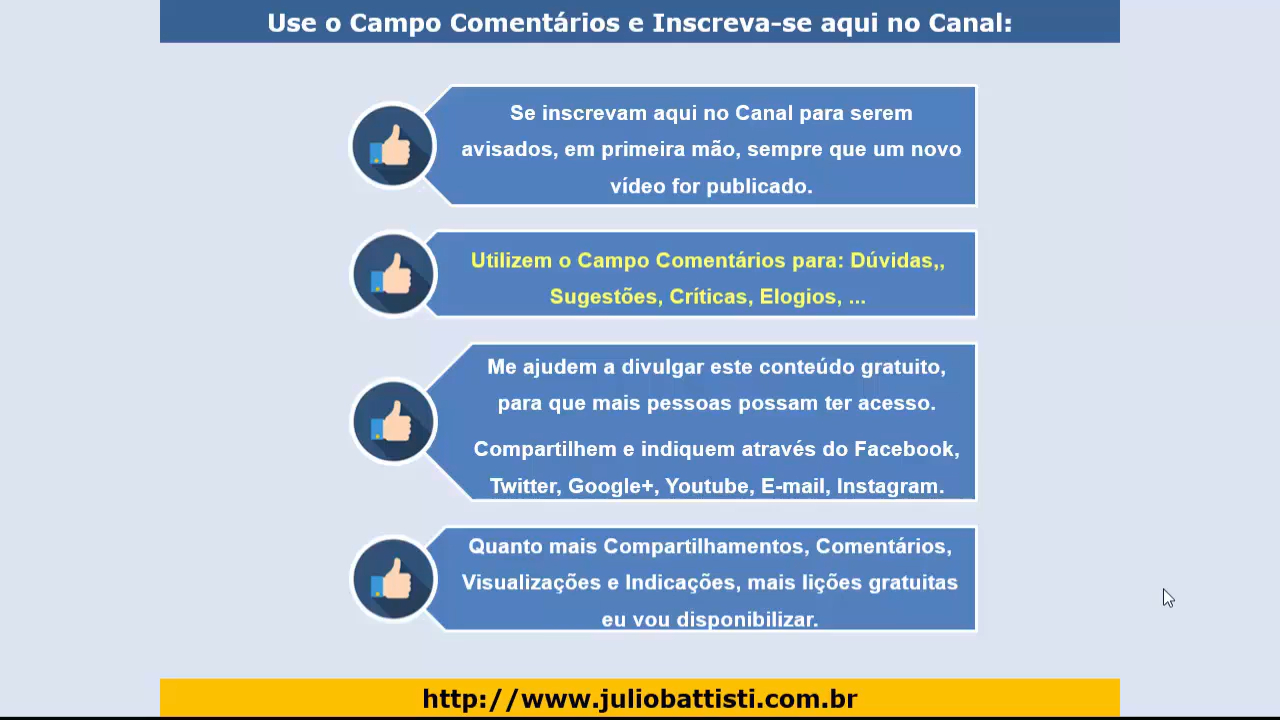 Use o Campo Comentários e Inscreva-se aqui no Canal:
Se inscrevam aqui no Canal para serem
avisados, em primeira mão, sempre que um novo
vídeo for publicado.
Utilizem o Campo Comentários para: Dúvidas,,
Sugestões, Críticas, Elogios, ...
Me ajudem a divulgar este conteúdo gratuito,
para que mais pessoas possam ter acesso.
Compartilhem e indiquem através do Facebook,
Twitter, Google+, Youtube, E-mail, Instagram.
Quanto mais Compartilhamentos, Comentários,
Visualizações e Indicações, mais lições gratuitas
eu vou disponibilizar.
http://www.juliobattisti.com.br